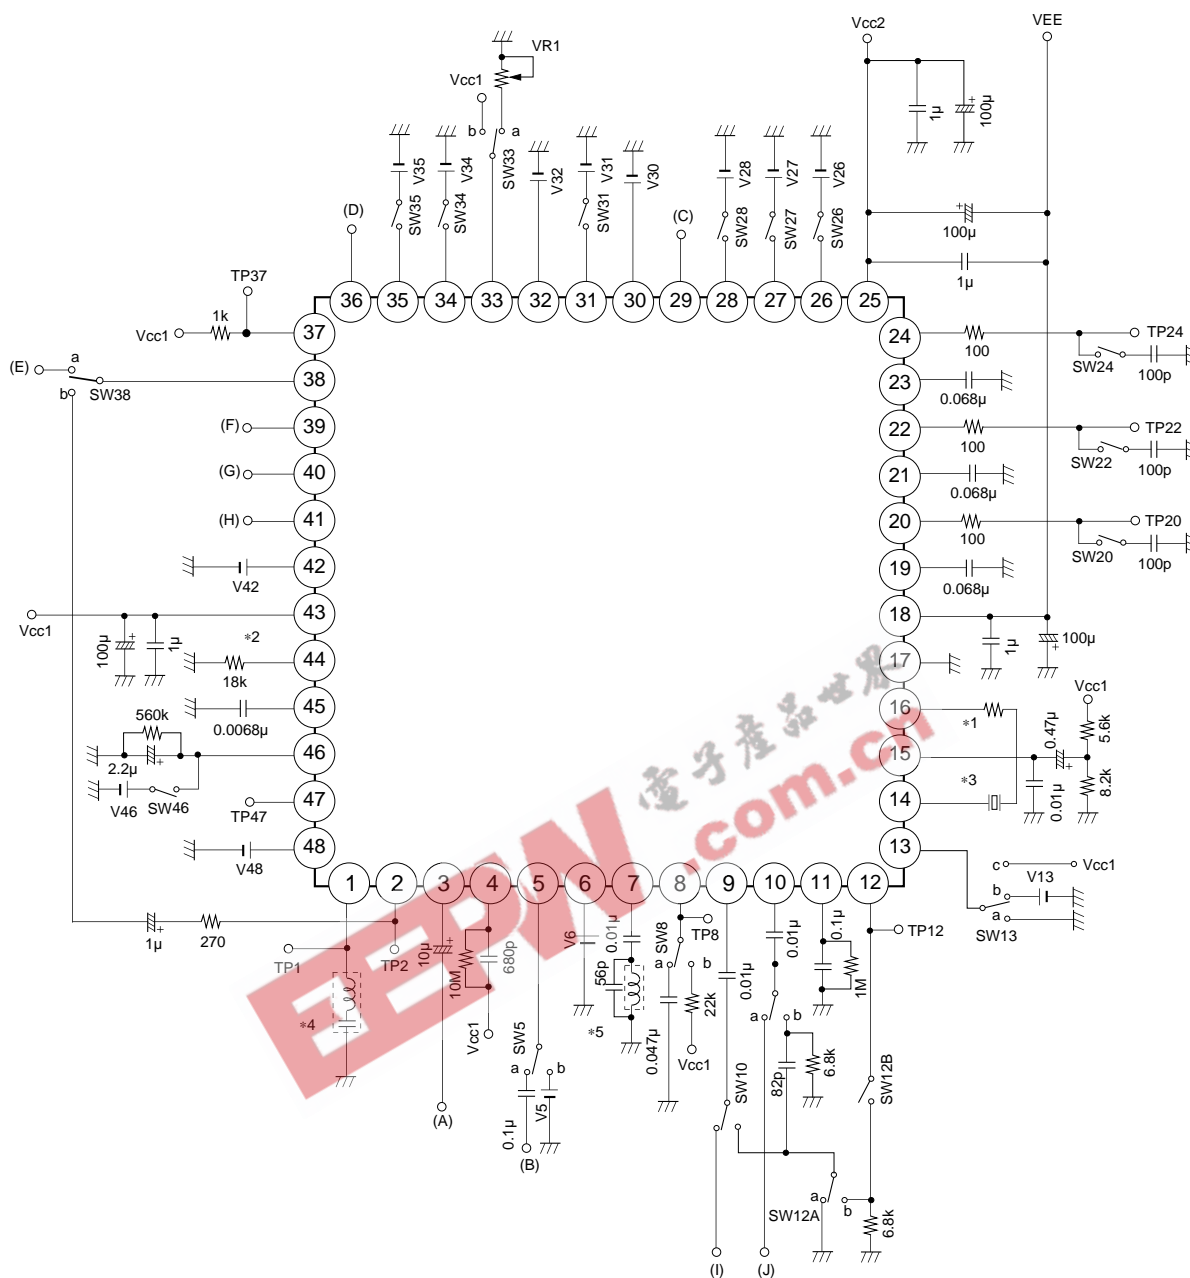 Vcc2
VEE
VR1
Vcc1
b
a
SW33
1μ
100μ
V35
V34
V32
V31
V30
V28
V27
V26
SW35
SW34
SW31
SW28
SW27
SW26
(D)
(C)
100μ
1μ
TP37
1k
Vcc1
36
35
34
33
32
31
30
29
28
27
26
25
37
24
100
TP24
SW24
100p
(E)
a
b
SW38
38
23
0.068μ
(F)
39
22
100
TP22
SW22
100p
(G)
40
21
0.068μ
(H)
41
20
100
TP20
SW20
100p
V42
42
19
0.068μ
Vcc1
43
18
1μ
100μ
100μ
1μ
*2
18k
44
17
0.0068μ
45
16
*1
Vcc1
0.47μ
5.6k
560k
2.2μ
46
15
V46
SW46
*3
0.01μ
8.2k
TP47
47
14
V48
48
13
電子產品世界
.com.cn
EEPW
c
Vcc1
b
V13
a
SW13
1
2
3
4
5
6
7
8
9
10
11
12
1μ
270
TP1
TP2
10μ
10M
680p
V6
0.01μ
SW8
TP8
0.01μ
0.1μ
TP12
*4
Vcc1
SW5
a
b
56p
*5
a
b
0.047μ
22k
Vcc1
0.01μ
1M
a
b
(A)
0.1μ
V5
(B)
SW10
82p
6.8k
SW12B
a
b
SW12A
6.8k
(I)
(J)